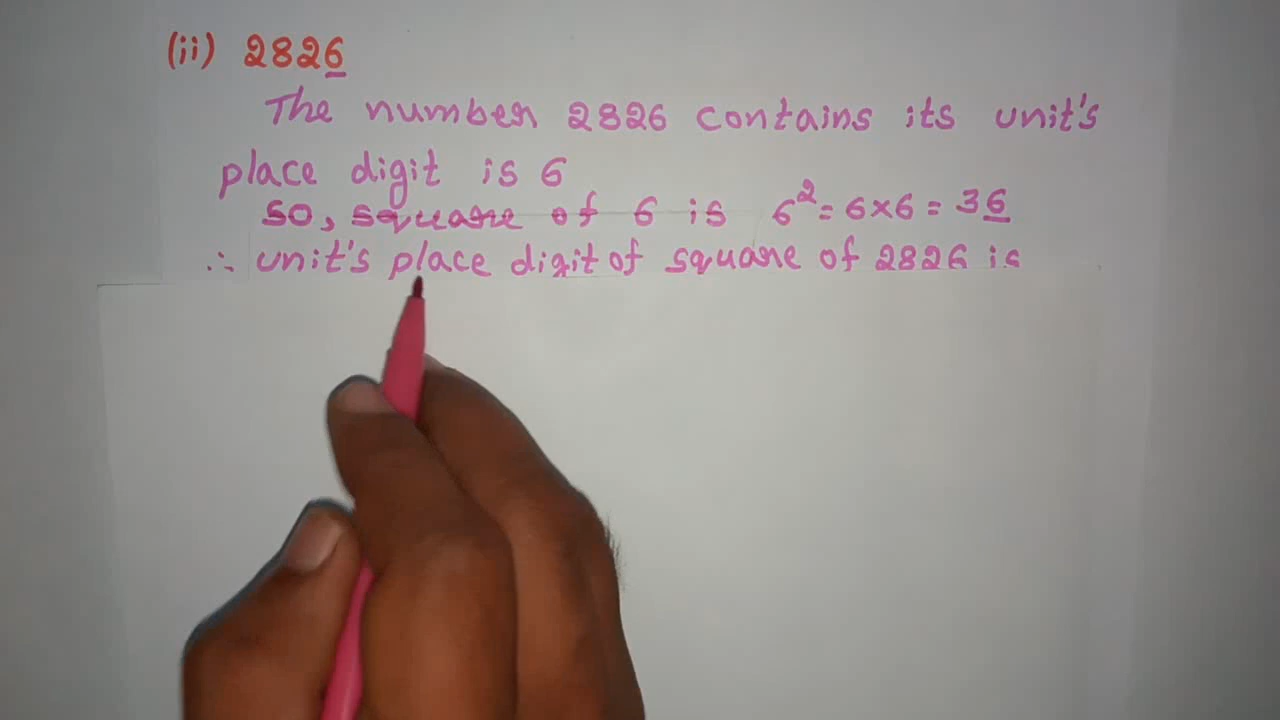 (ii) 2826
The number 2826 contains its unit's
place digit is 6
So, square of 6 is 6² = 6×6 = 36
∴ unit's place digit of square of 2826 is